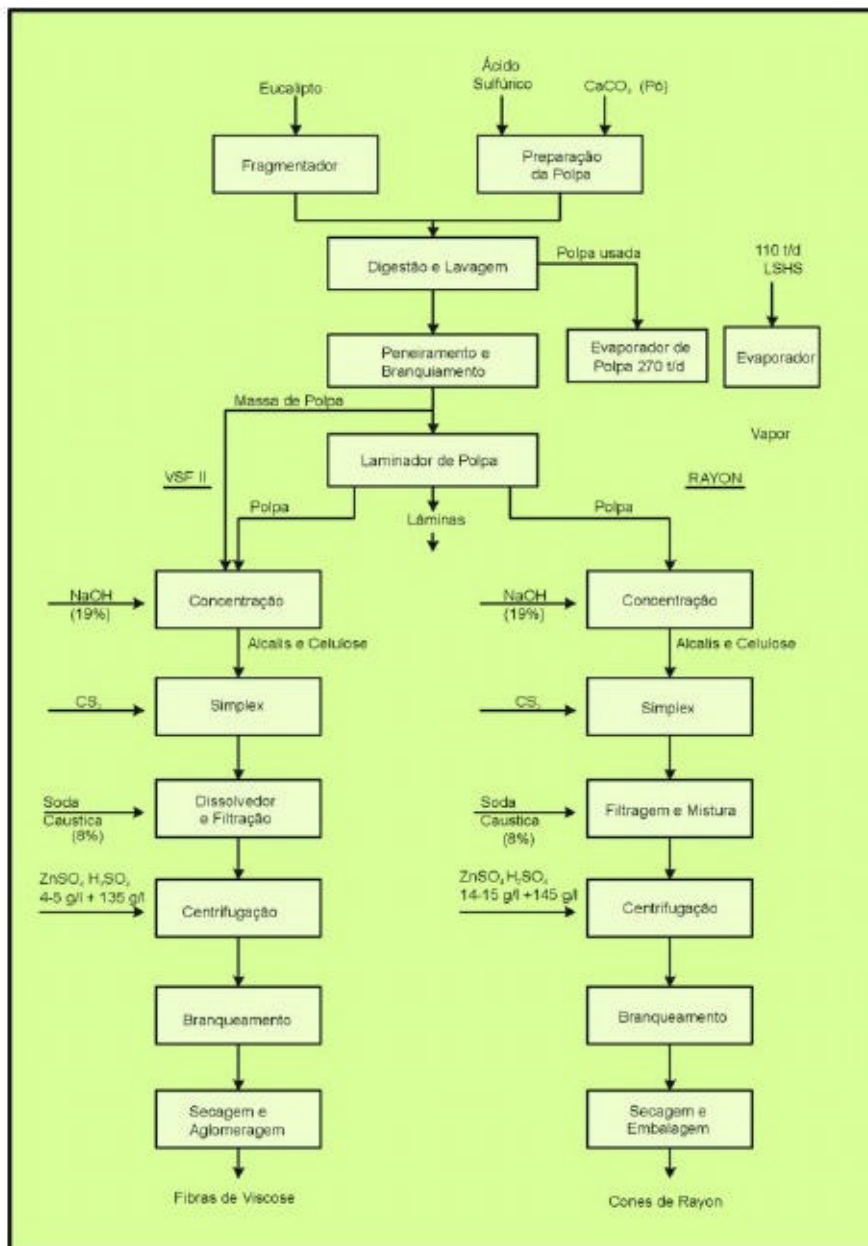 Eucalipto
Ácido
Sulfúrico
CaCO₃ (Pó)
Fragmentador
Preparação
da Polpa
Digestão e Lavagem
Polpa usada
110 t/d
LSHS
Peneiramento e
Branquiamento
Evaporador de
Polpa 270 t/d
Evaporador
Massa de Polpa
Vapor
Laminador de Polpa
VSF II
RAYON
Polpa
Lâminas
Polpa
NaOH
(19%)
Concentração
NaOH
(19%)
Concentração
Alcalis e Celulose
Alcalis e Celulose
CS₂
Simplex
CS₂
Simplex
Soda
Caustica
(8%)
Dissolvedor
e Filtração
Soda
Caustica
(8%)
Filtragem e Mistura
ZnSO₄ H₂SO₄
4-5 g/l + 135 g/l
Centrifugação
ZnSO₄ H₂SO₄
14-15 g/l +145 g/l
Centrifugação
Branqueamento
Branqueamento
Secagem e
Aglomeragem
Secagem e
Embalagem
Fibras de Viscose
Cones de Rayon